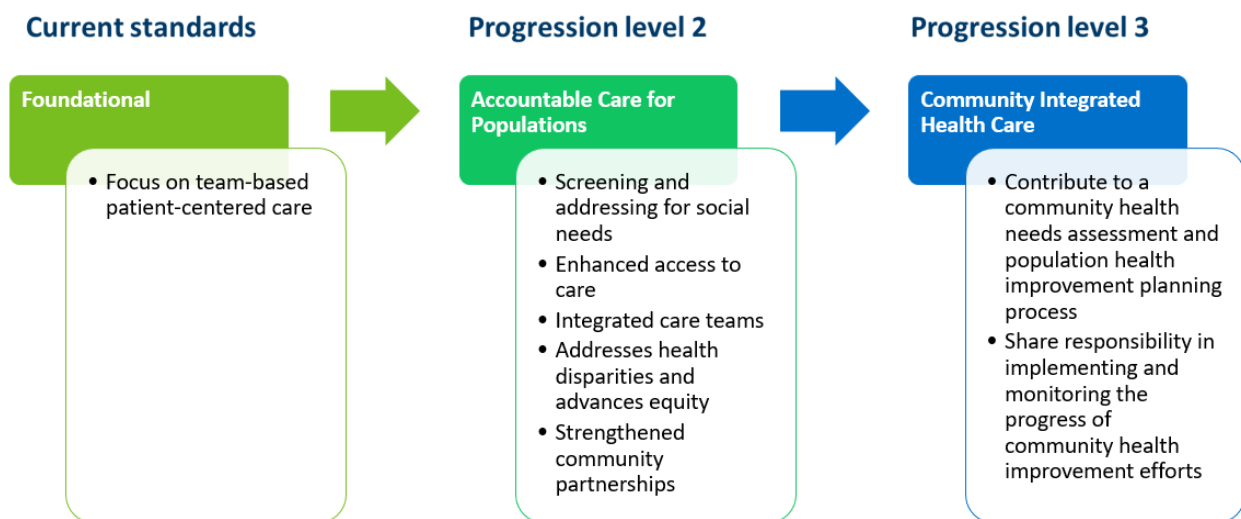 Current standards
Foundational
• Focus on team-based
patient-centered care
Progression level 2
Accountable Care for
Populations
• Screening and
addressing for social
needs
• Enhanced access to
care
• Integrated care teams
• Addresses health
disparities and
advances equity
• Strengthened
community
partnerships
Progression level 3
Community Integrated
Health Care
• Contribute to a
community health
needs assessment and
population health
improvement planning
process
• Share responsibility in
implementing and
monitoring the
progress of
community health
improvement efforts